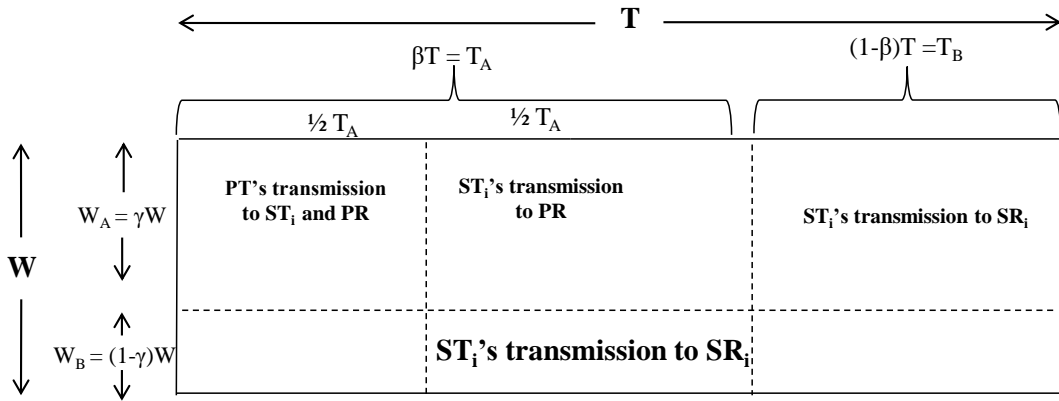 T
βT = T_A
(1-β)T =T_B
½ T_A
½ T_A
PT’s transmission
to ST_i and PR
ST_i’s transmission
to PR
ST_i’s transmission to SR_i
W_A = γW
W
W_B = (1-γ)W
ST_i’s transmission to SR_i